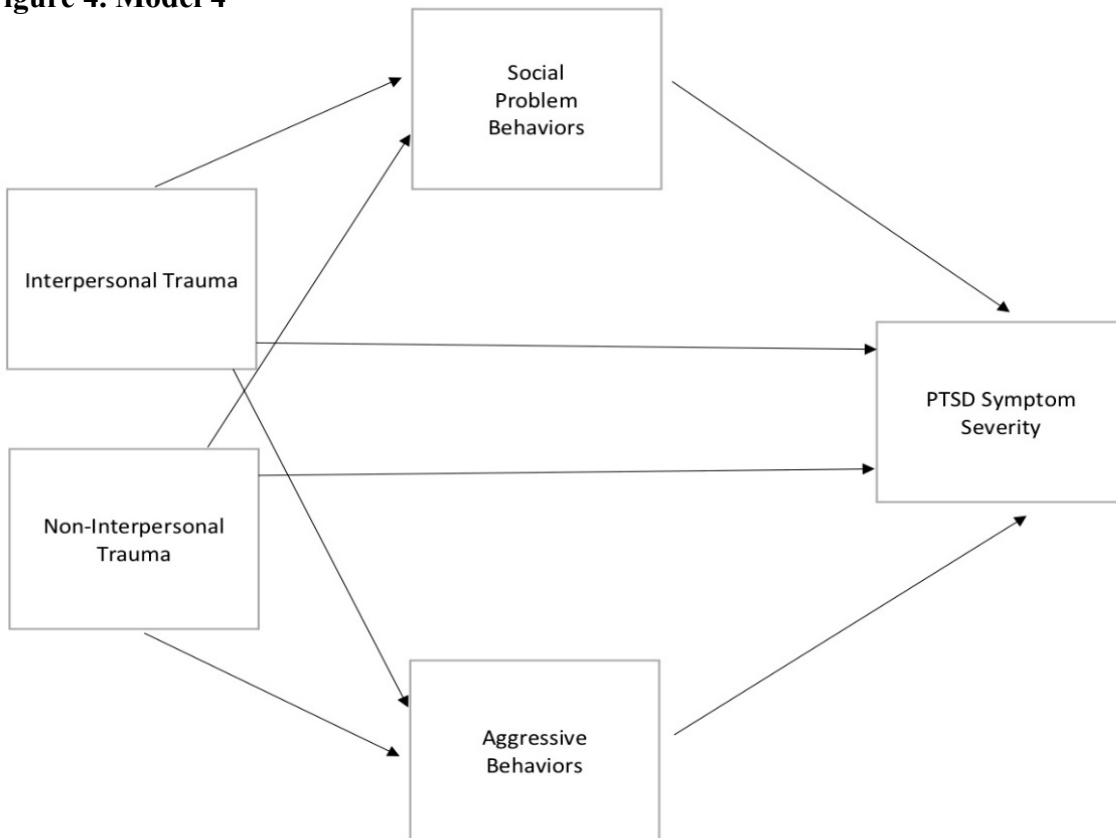 igure 4. Model 4
Social
Problem
Behaviors
Interpersonal Trauma
PTSD Symptom
Severity
Non-Interpersonal
Trauma
Aggressive
Behaviors